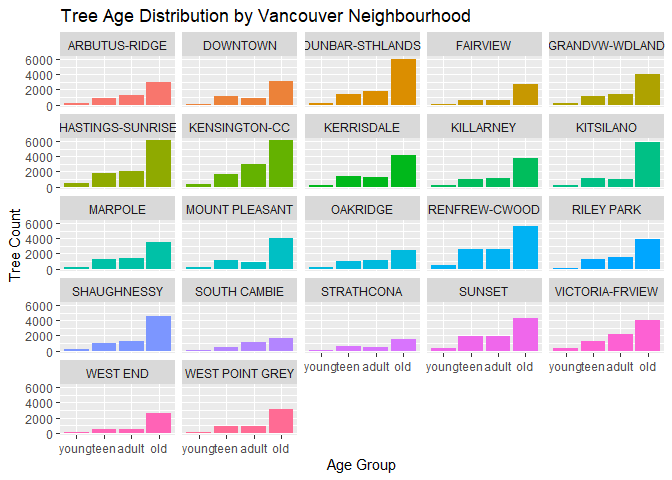 Tree Age Distribution by Vancouver Neighbourhood
ARBUTUS-RIDGE DOWNTOWN DUNBAR-STHLANDS FAIRVIEW GRANDVW-WDLAND
6000
4000
2000
0
HASTINGS-SUNRISE KENSINGTON-CC KERRISDALE KILLARNEY KITSILANO
6000
4000
2000
0
MARPOLE MOUNT PLEASANT OAKRIDGE RENFREW-CWOOD RILEY PARK
6000
4000
2000
0
SHAUGHNESSY SOUTH CAMBIE STRATHCONA SUNSET VICTORIA-FRVIEW
6000
4000
2000
0
young teen adult old young teen adult old young teen adult old
WEST END WEST POINT GREY
6000
4000
2000
0
young teen adult old young teen adult old
Age Group
Tree Count